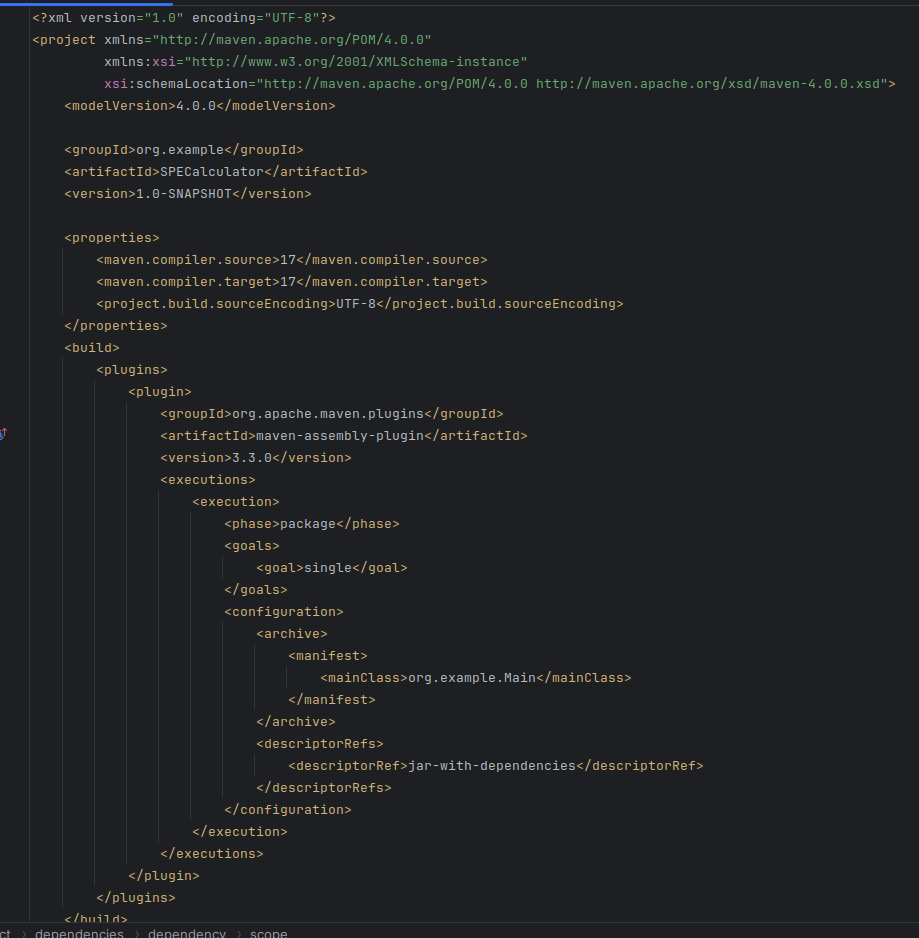 <?xml version="1.0" encoding="UTF-8"?>
<project xmlns="http://maven.apache.org/POM/4.0.0"
         xmlns:xsi="http://www.w3.org/2001/XMLSchema-instance"
         xsi:schemaLocation="http://maven.apache.org/POM/4.0.0 http://maven.apache.org/xsd/maven-4.0.0.xsd">
    <modelVersion>4.0.0</modelVersion>

    <groupId>org.example</groupId>
    <artifactId>SPECalculator</artifactId>
    <version>1.0-SNAPSHOT</version>

    <properties>
        <maven.compiler.source>17</maven.compiler.source>
        <maven.compiler.target>17</maven.compiler.target>
        <project.build.sourceEncoding>UTF-8</project.build.sourceEncoding>
    </properties>
    <build>
        <plugins>
            <plugin>
                <groupId>org.apache.maven.plugins</groupId>
                <artifactId>maven-assembly-plugin</artifactId>
                <version>3.3.0</version>
                <executions>
                    <execution>
                        <phase>package</phase>
                        <goals>
                            <goal>single</goal>
                        </goals>
                        <configuration>
                            <archive>
                                <manifest>
                                    <mainClass>org.example.Main</mainClass>
                                </manifest>
                            </archive>
                            <descriptorRefs>
                                <descriptorRef>jar-with-dependencies</descriptorRef>
                            </descriptorRefs>
                        </configuration>
                    </execution>
                </executions>
            </plugin>
        </plugins>
    </build>
ct › dependencies › dependency › scope